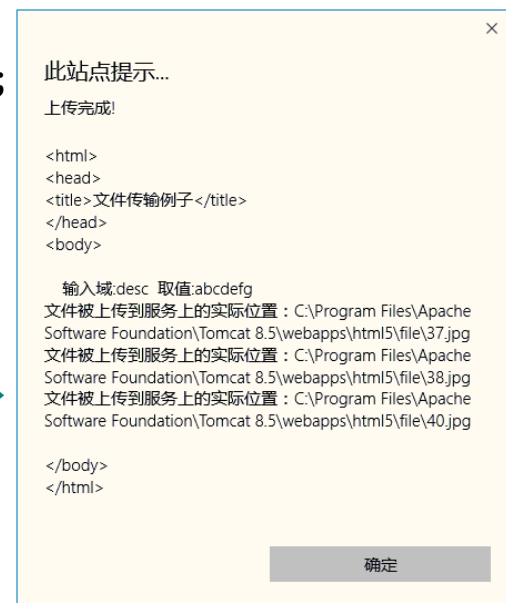 此站点提示...
上传完成!
<html>
<head>
<title>文件传输例子</title>
</head>
<body>
输入域:desc 取值:abcdefg
文件被上传到服务上的实际位置：C:\Program Files\Apache
Software Foundation\Tomcat 8.5\webapps\html5\file\37.jpg
文件被上传到服务上的实际位置：C:\Program Files\Apache
Software Foundation\Tomcat 8.5\webapps\html5\file\38.jpg
文件被上传到服务上的实际位置：C:\Program Files\Apache
Software Foundation\Tomcat 8.5\webapps\html5\file\40.jpg
</body>
</html>
确定